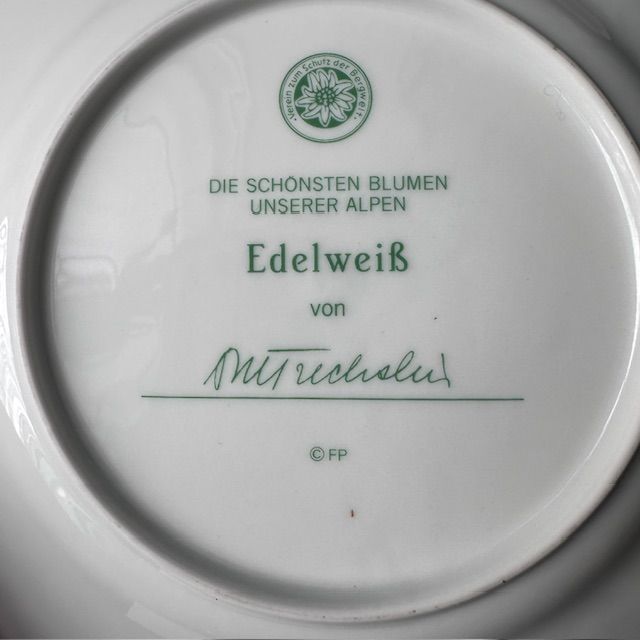 · Verein zum Schutz der Bergwelt ·
DIE SCHÖNSTEN BLUMEN
UNSERER ALPEN
Edelweiß
von
© FP